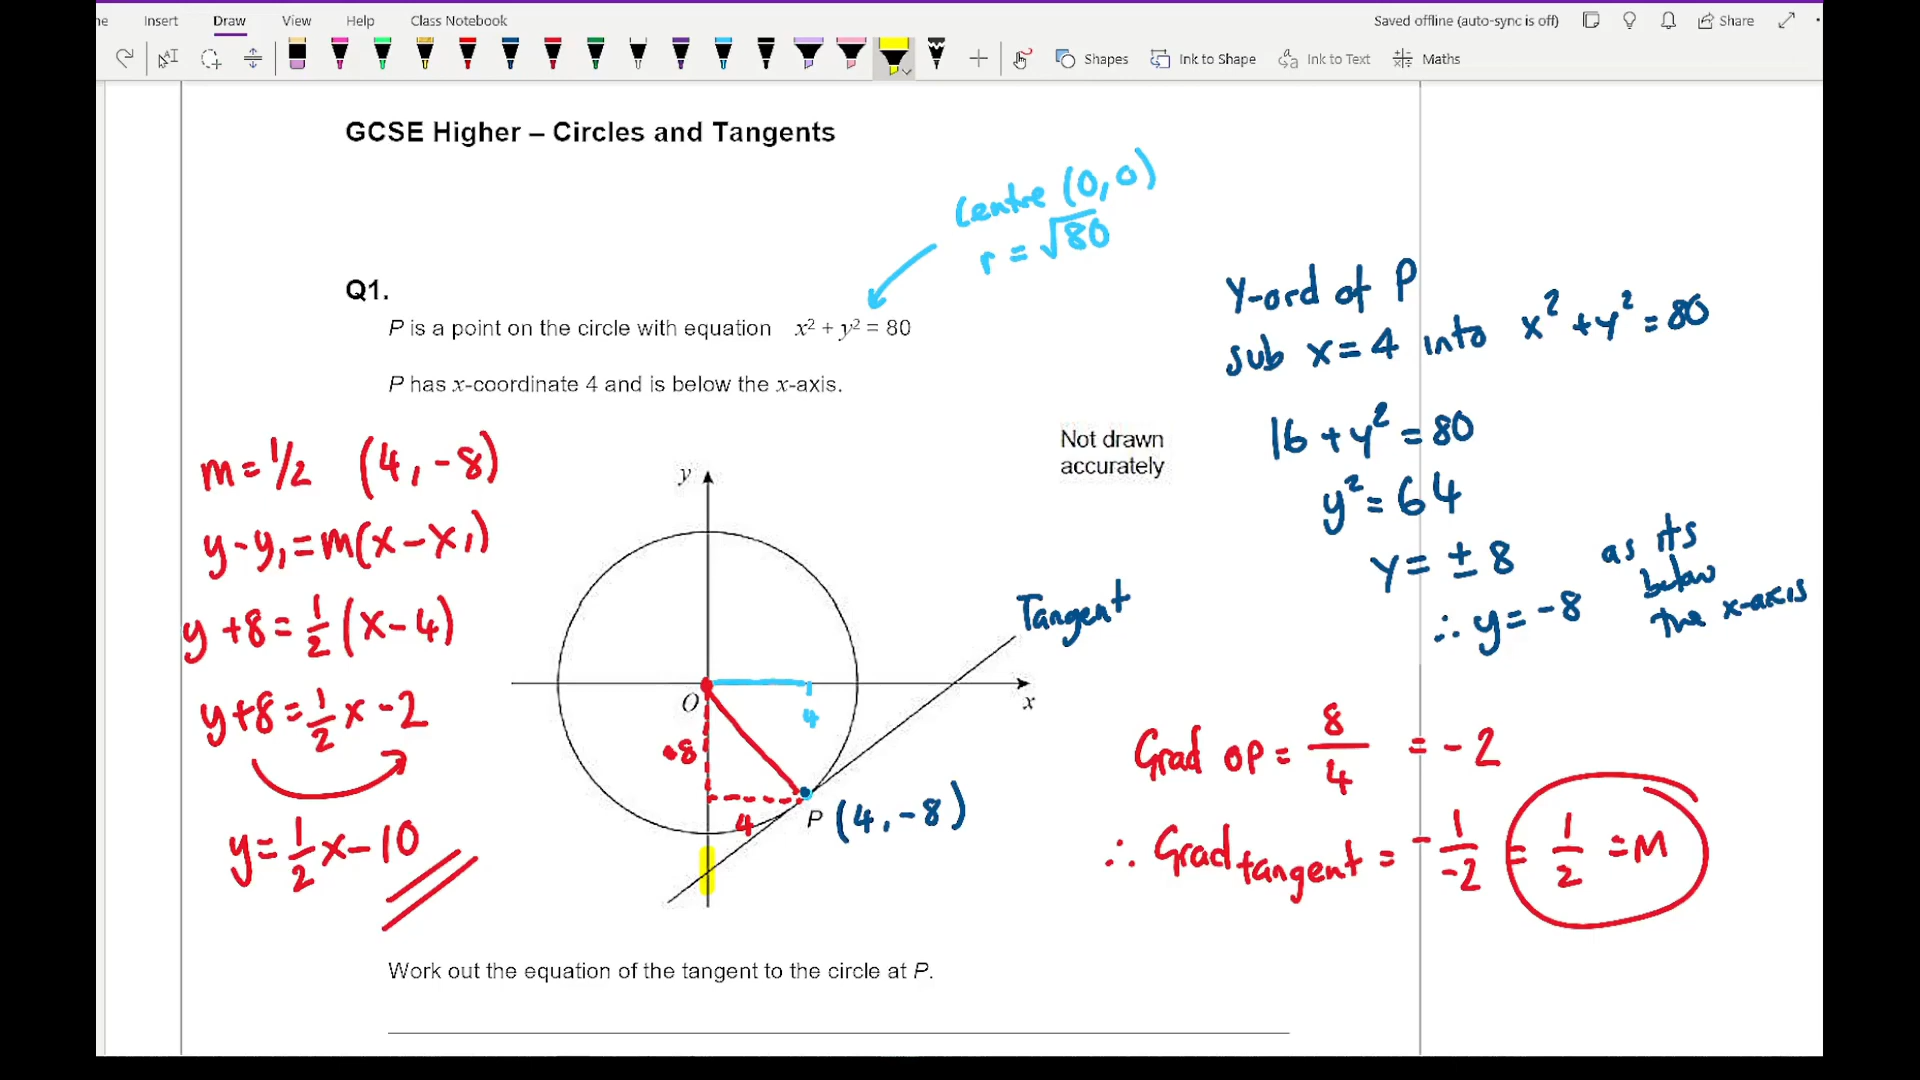 ne Insert Draw View Help Class Notebook Saved offline (auto-sync is off) Share
Shapes Ink to Shape Ink to Text Maths
GCSE Higher – Circles and Tangents
Centre (0,0)
r = √80
Q1.
P is a point on the circle with equation x² + y² = 80
P has x-coordinate 4 and is below the x-axis.
Not drawn
accurately
m = 1/2 (4, -8)
y - y₁ = m(x - x₁)
y + 8 = 1/2 (x - 4)
y + 8 = 1/2 x - 2
y = 1/2 x - 10
y
O
x
4
-8
4
P (4, -8)
Tangent
Y-ord of P
sub x = 4 into x² + y² = 80
16 + y² = 80
y² = 64
y = ± 8
∴ y = -8 as its
below
the x-axis
Grad OP = 8/4 = -2
∴ Grad tangent = - 1/-2 = 1/2 = M
Work out the equation of the tangent to the circle at P.